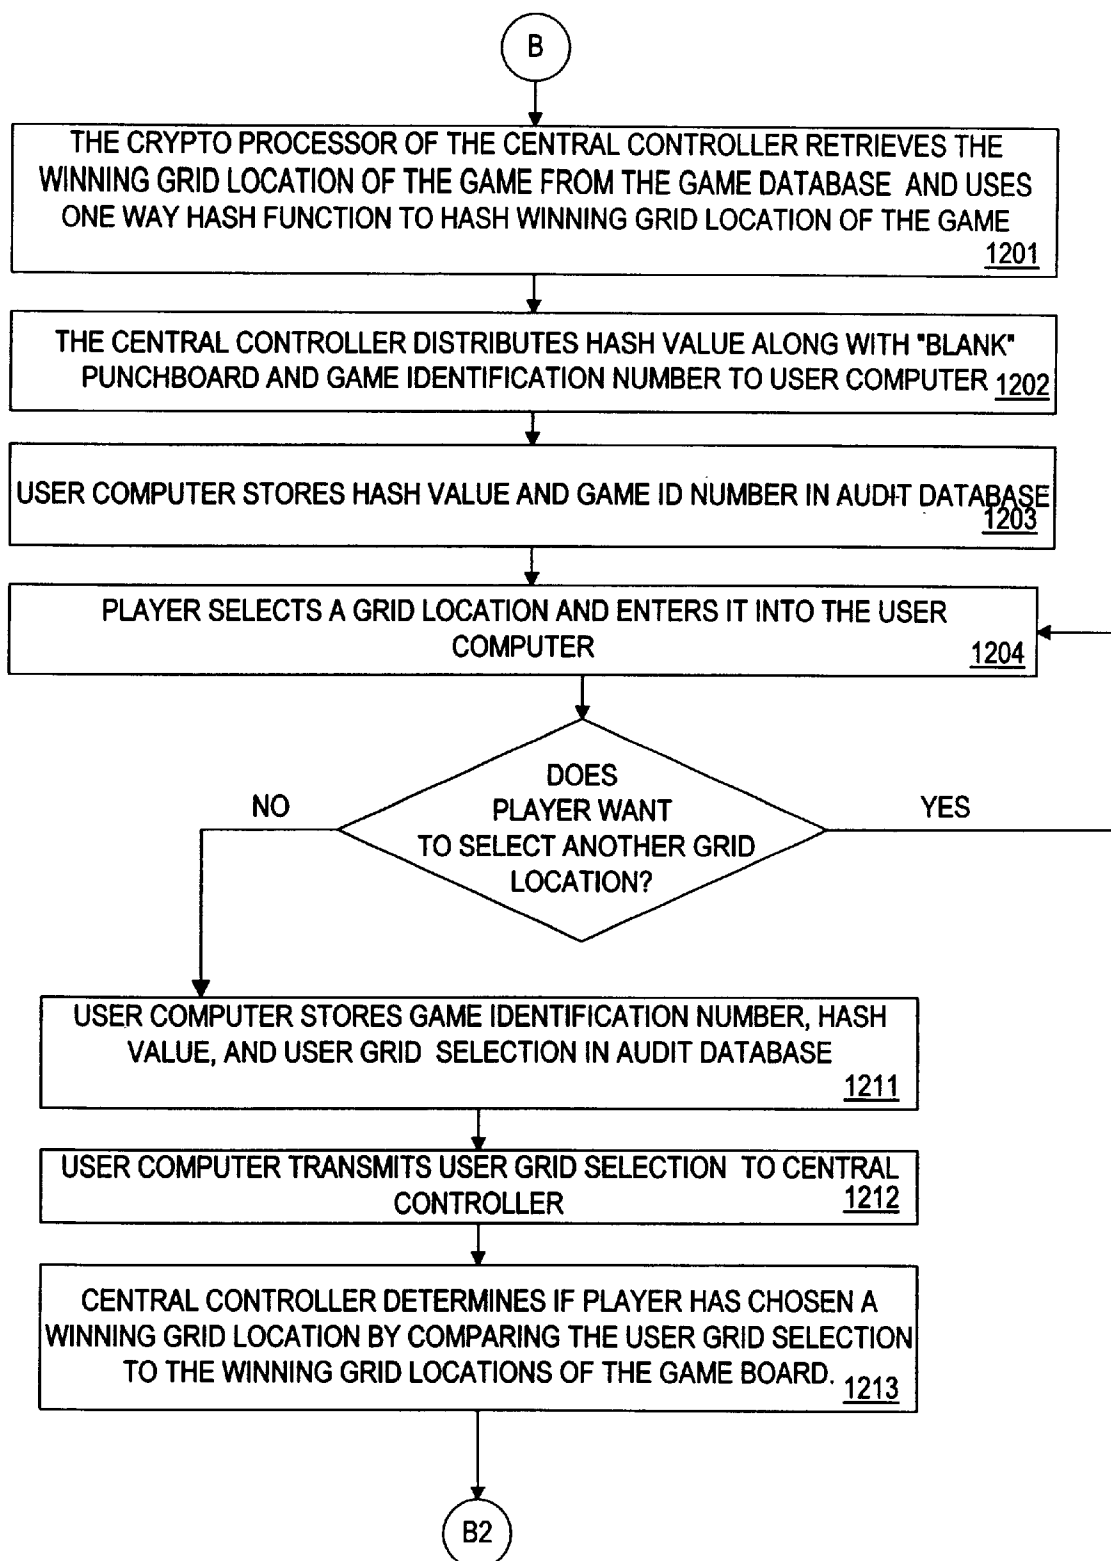 B
THE CRYPTO PROCESSOR OF THE CENTRAL CONTROLLER RETRIEVES THE
WINNING GRID LOCATION OF THE GAME FROM THE GAME DATABASE AND USES
ONE WAY HASH FUNCTION TO HASH WINNING GRID LOCATION OF THE GAME
1201
THE CENTRAL CONTROLLER DISTRIBUTES HASH VALUE ALONG WITH "BLANK"
PUNCHBOARD AND GAME IDENTIFICATION NUMBER TO USER COMPUTER 1202
USER COMPUTER STORES HASH VALUE AND GAME ID NUMBER IN AUDIT DATABASE
1203
PLAYER SELECTS A GRID LOCATION AND ENTERS IT INTO THE USER
COMPUTER
1204
DOES
PLAYER WANT
TO SELECT ANOTHER GRID
LOCATION?
NO
YES
USER COMPUTER STORES GAME IDENTIFICATION NUMBER, HASH
VALUE, AND USER GRID SELECTION IN AUDIT DATABASE
1211
USER COMPUTER TRANSMITS USER GRID SELECTION TO CENTRAL
CONTROLLER 1212
CENTRAL CONTROLLER DETERMINES IF PLAYER HAS CHOSEN A
WINNING GRID LOCATION BY COMPARING THE USER GRID SELECTION
TO THE WINNING GRID LOCATIONS OF THE GAME BOARD. 1213
B2